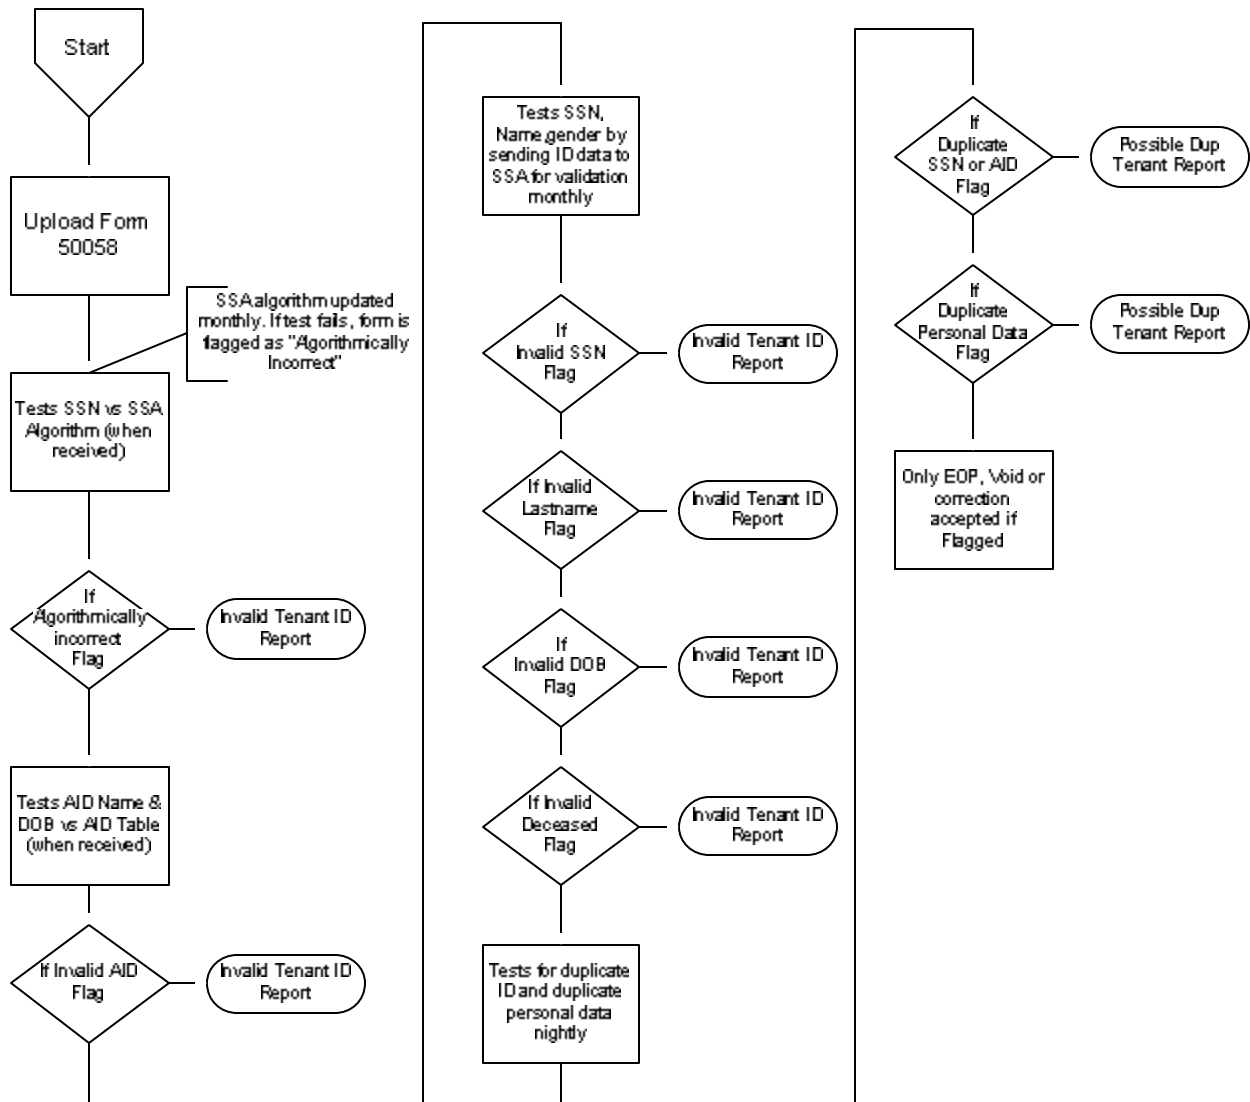 Start
Upload Form
50058
SSA algorithm updated
monthly. If test fails, form is
flagged as "Algorithmically
Incorrect"
Tests SSN vs SSA
Algorithm (when
received)
If
Algorithmically
incorrect
Flag
Invalid Tenant ID
Report
Tests AID Name &
DOB vs AID Table
(when received)
If Invalid AID
Flag
Invalid Tenant ID
Report
Tests SSN,
Name,gender by
sending ID data to
SSA for validation
monthly
If
Invalid SSN
Flag
Invalid Tenant ID
Report
If Invalid
Lastname
Flag
Invalid Tenant ID
Report
If
Invalid DOB
Flag
Invalid Tenant ID
Report
If Invalid
Deceased
Flag
Invalid Tenant ID
Report
Tests for duplicate
ID and duplicate
personal data
nightly
If
Duplicate
SSN or AID
Flag
Possible Dup
Tenant Report
If
Duplicate
Personal Data
Flag
Possible Dup
Tenant Report
Only EOP, Void or
correction
accepted if
Flagged